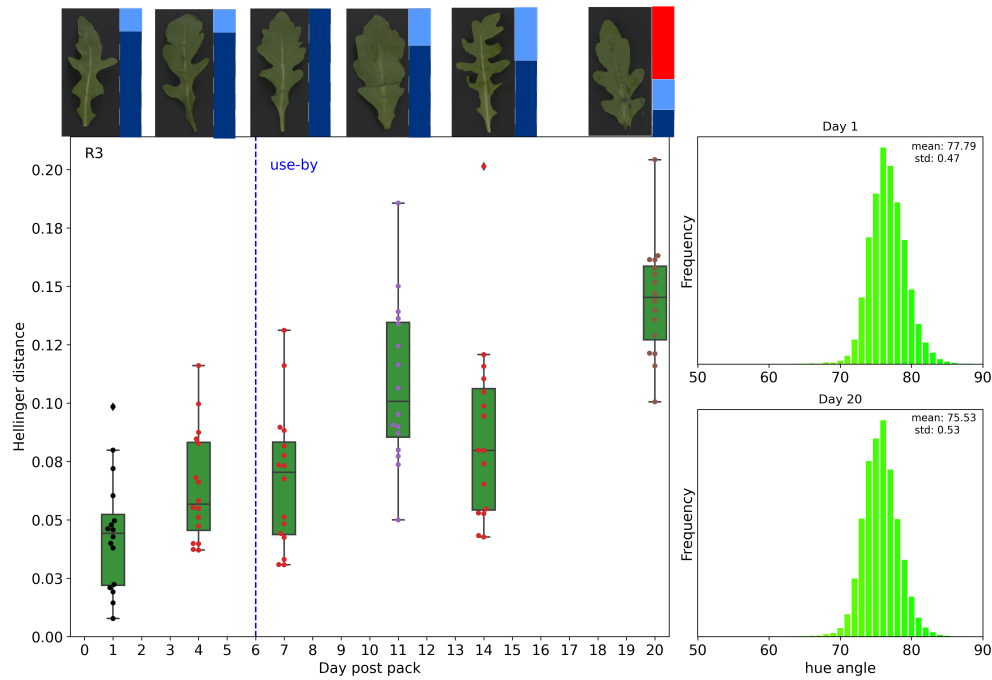 R3
use-by
0.20
0.18
0.15
0.12
0.10
0.08
0.05
0.03
0.00
Hellinger distance
0 1 2 3 4 5 6 7 8 9 10 11 12 13 14 15 16 17 18 19 20
Day post pack
Day 1
mean: 77.79
std: 0.47
Frequency
50 60 70 80 90
Day 20
mean: 75.53
std: 0.53
Frequency
50 60 70 80 90
hue angle